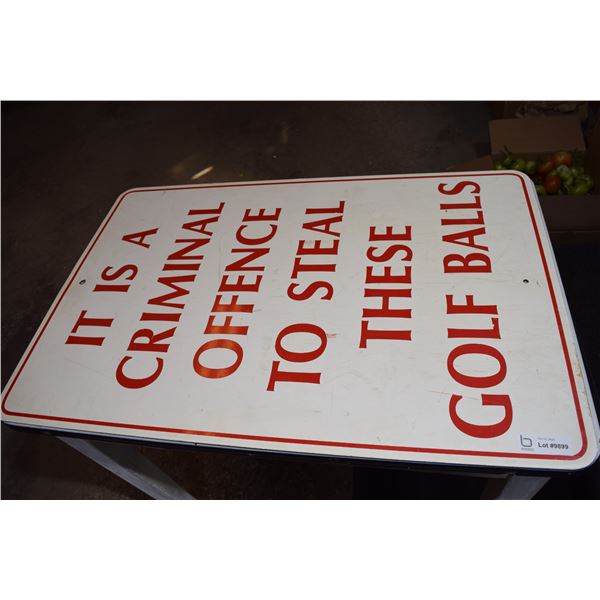 IT IS A
CRIMINAL
OFFENCE
TO STEAL
THESE
GOLF BALLS
Lot #9899